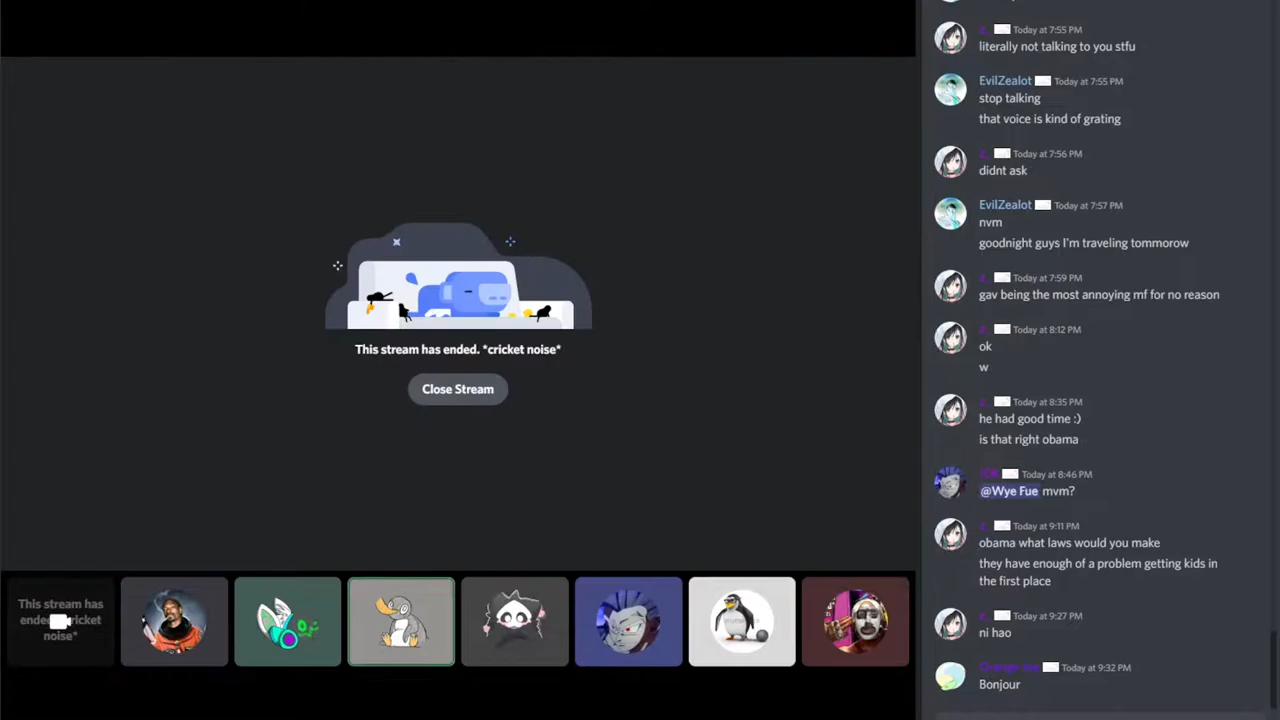 This stream has ended. *cricket noise*
Close Stream
This stream has
noise*
Z. Today at 7:55 PM
literally not talking to you stfu
EvilZealot Today at 7:55 PM
stop talking
that voice is kind of grating
Z. Today at 7:56 PM
didnt ask
EvilZealot Today at 7:57 PM
nvm
goodnight guys I'm traveling tommorow
Z. Today at 7:59 PM
gav being the most annoying mf for no reason
Z. Today at 8:12 PM
ok
w
Z. Today at 8:35 PM
he had good time :)
is that right obama
Today at 8:46 PM
@Wye Fue mvm?
Z. Today at 9:11 PM
obama what laws would you make
they have enough of a problem getting kids in
the first place
Z. Today at 9:27 PM
ni hao
Today at 9:32 PM
Bonjour